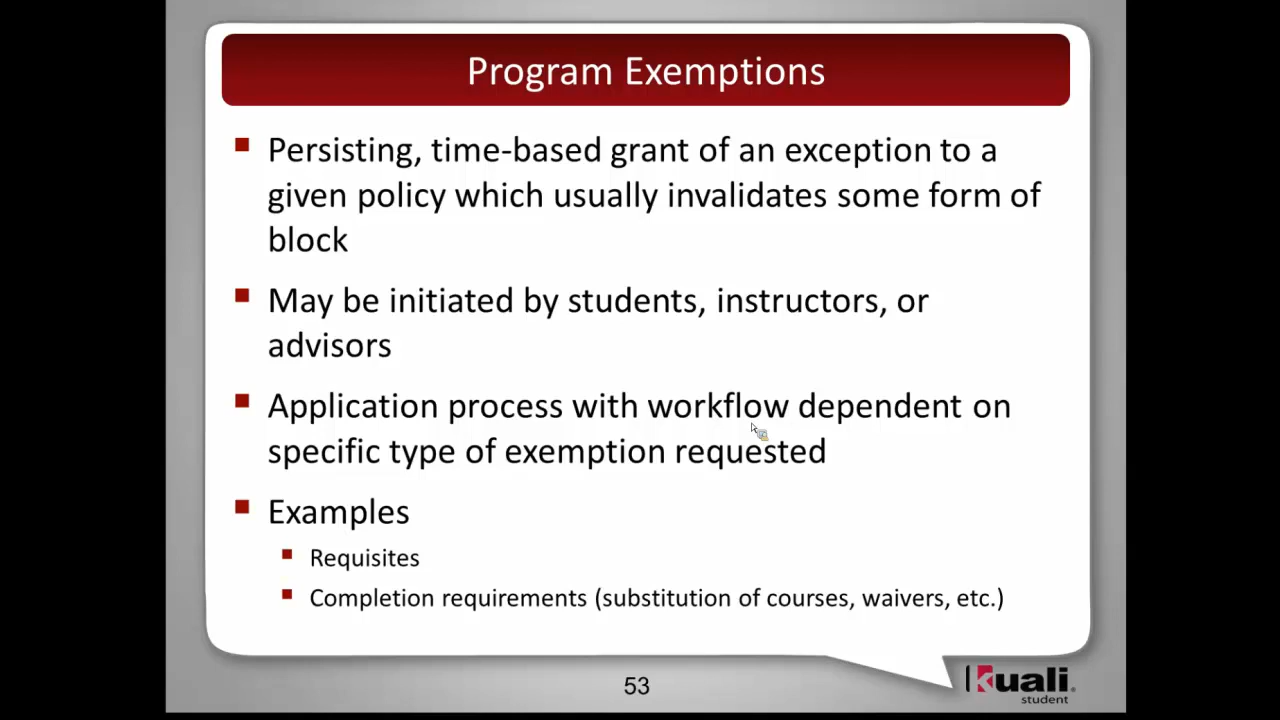 Program Exemptions
Persisting, time-based grant of an exception to a
given policy which usually invalidates some form of
block
May be initiated by students, instructors, or
advisors
Application process with workflow dependent on
specific type of exemption requested
Examples
Requisites
Completion requirements (substitution of courses, waivers, etc.)
53
kuali
student